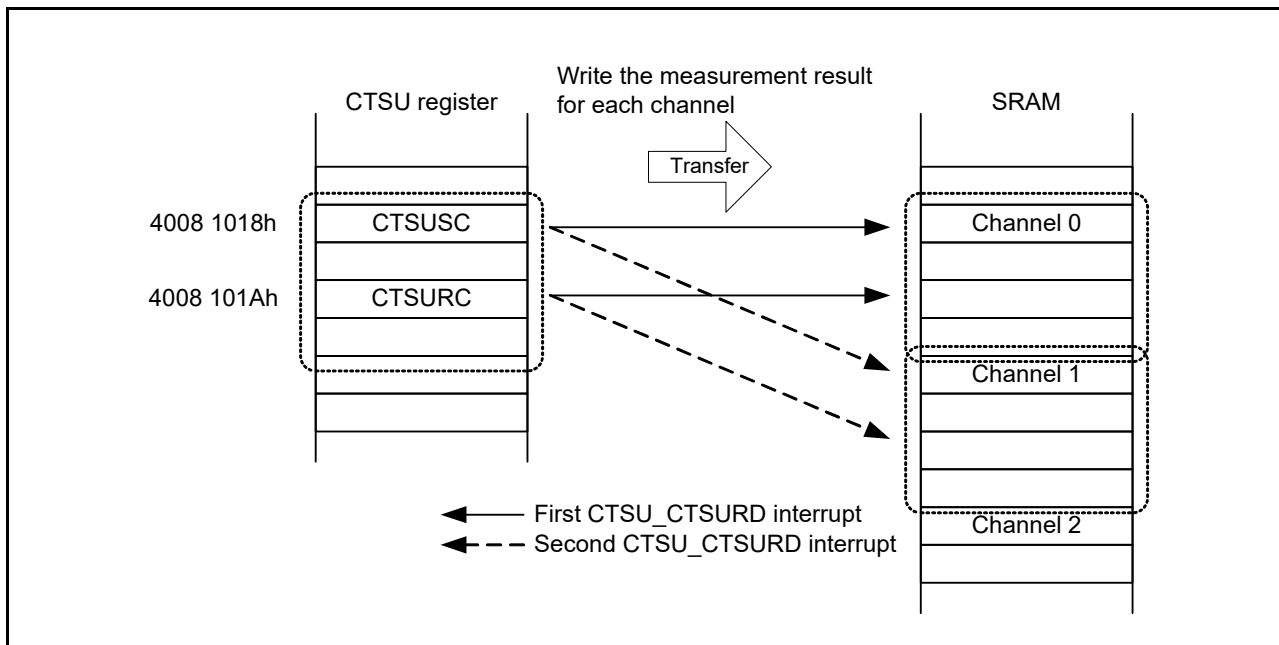 Write the measurement result
for each channel
CTSU register
SRAM
Transfer
4008 1018h
CTSUSC
Channel 0
4008 101Ah
CTSURC
Channel 1
First CTSU_CTSURD interrupt
Second CTSU_CTSURD interrupt
Channel 2